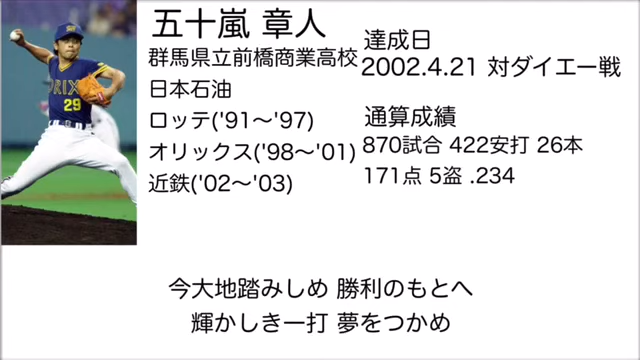 五十嵐 章人
群馬県立前橋商業高校
日本石油
ロッテ('91〜'97)
オリックス('98〜'01)
近鉄('02〜'03)
達成日
2002.4.21 対ダイエー戦
通算成績
870試合 422安打 26本
171点 5盗 .234
ORIX
29
今大地踏みしめ 勝利のもとへ
輝かしき一打 夢をつかめ